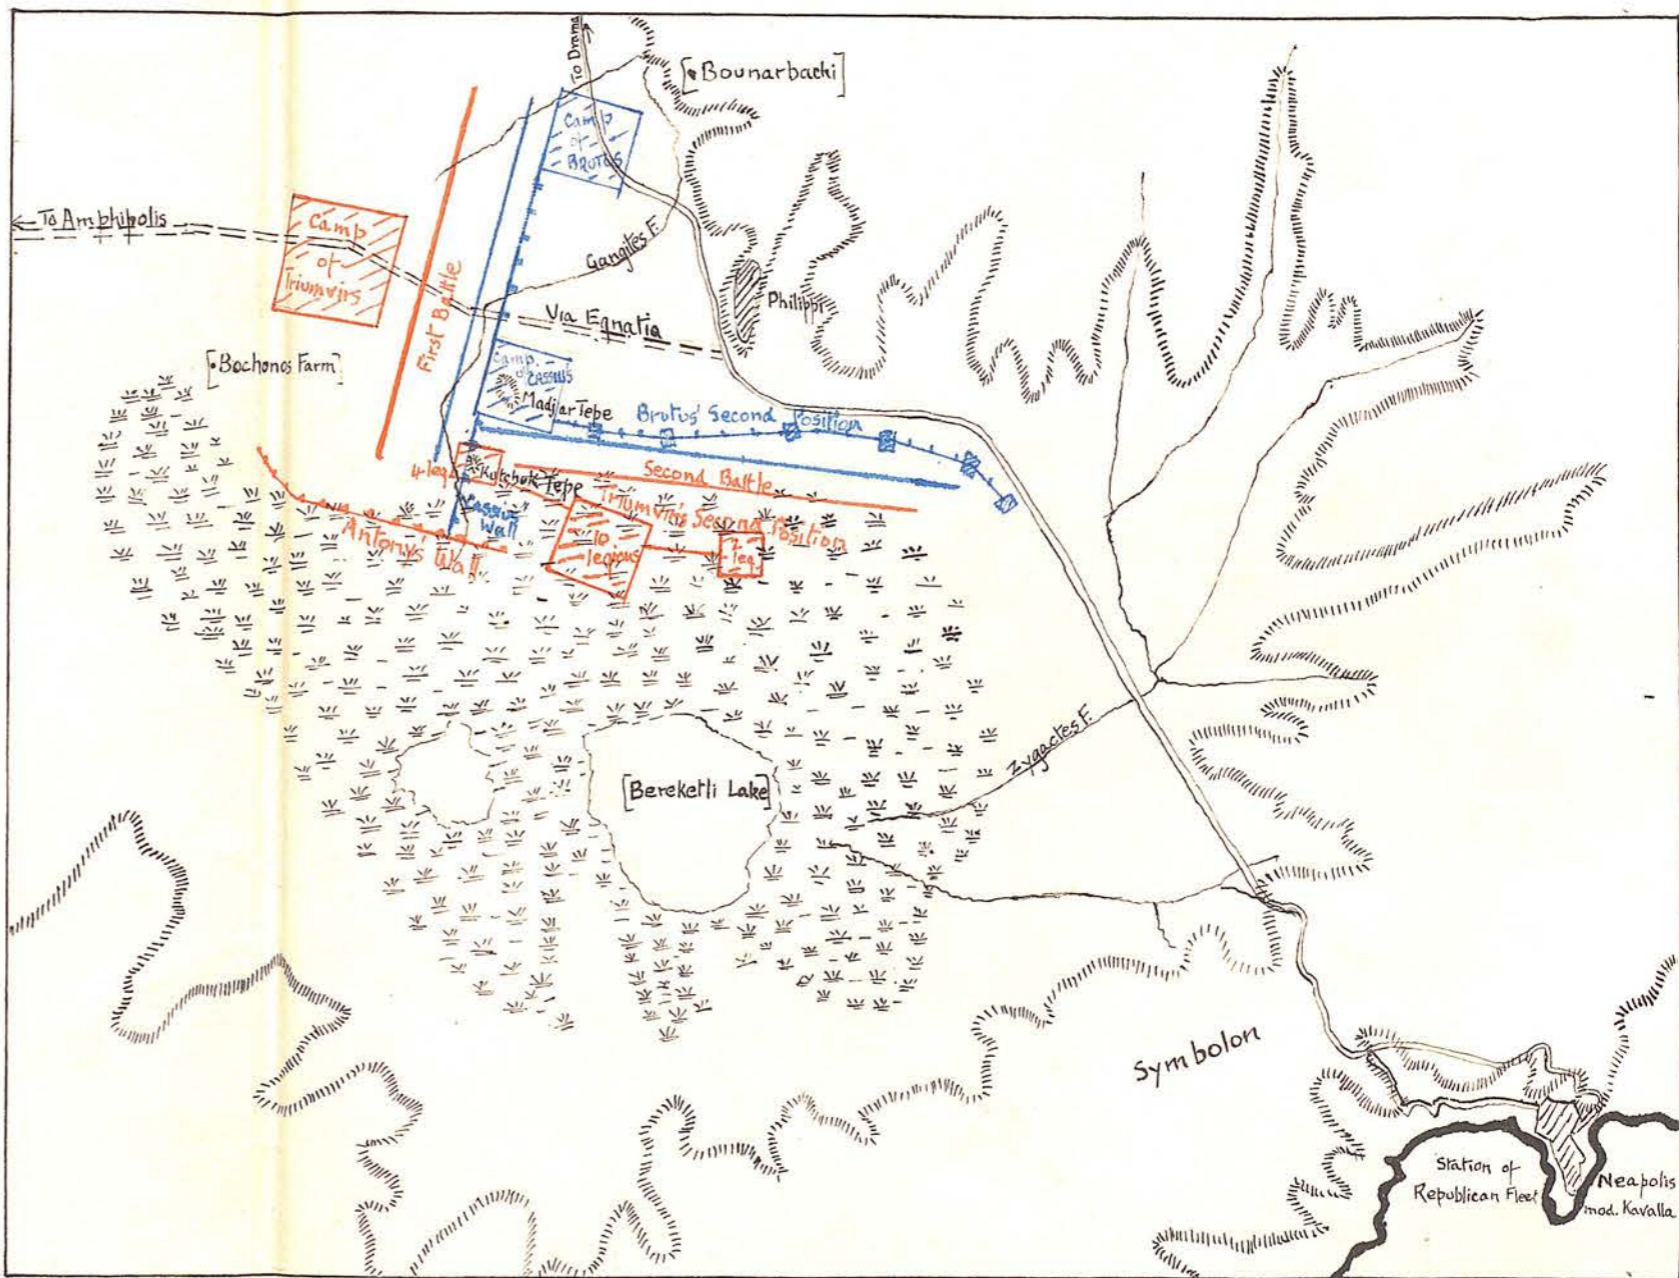 To Drama
[•Bounarbachi]
Camp
of
BRUTUS
← To Amphipolis
Camp
of
Triumvirs
First Battle
Gangites F.
Via Egnatia
Philippi
[•Bochonos Farm]
Camp
of
CASSIUS
Madjar Tepe
Brutus' Second Position
4 leg.
Kutchuk Tepe
Second Battle
Cassius
Wall
Antony's Wall
Triumvirs Second Position
10
legions
leg.
[Bereketli Lake]
Zygactes F.
Symbolon
Station of
Republican Fleet
Neapolis
mod. Kavalla